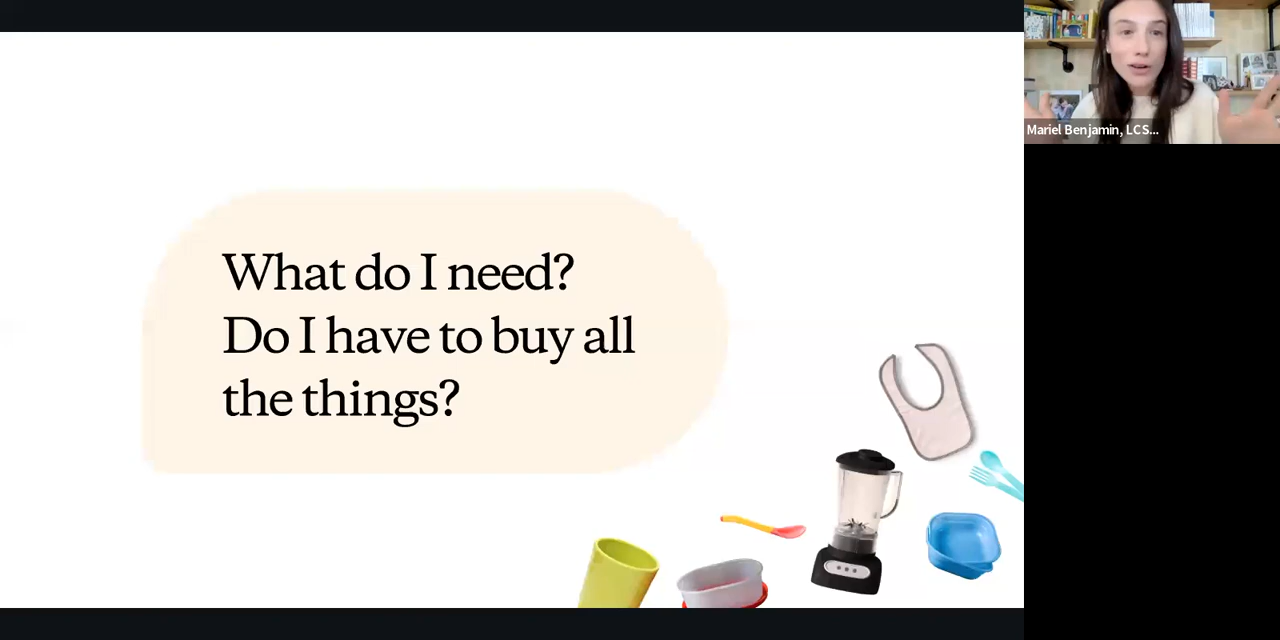 What do I need?
Do I have to buy all
the things?
Mariel Benjamin, LCS...